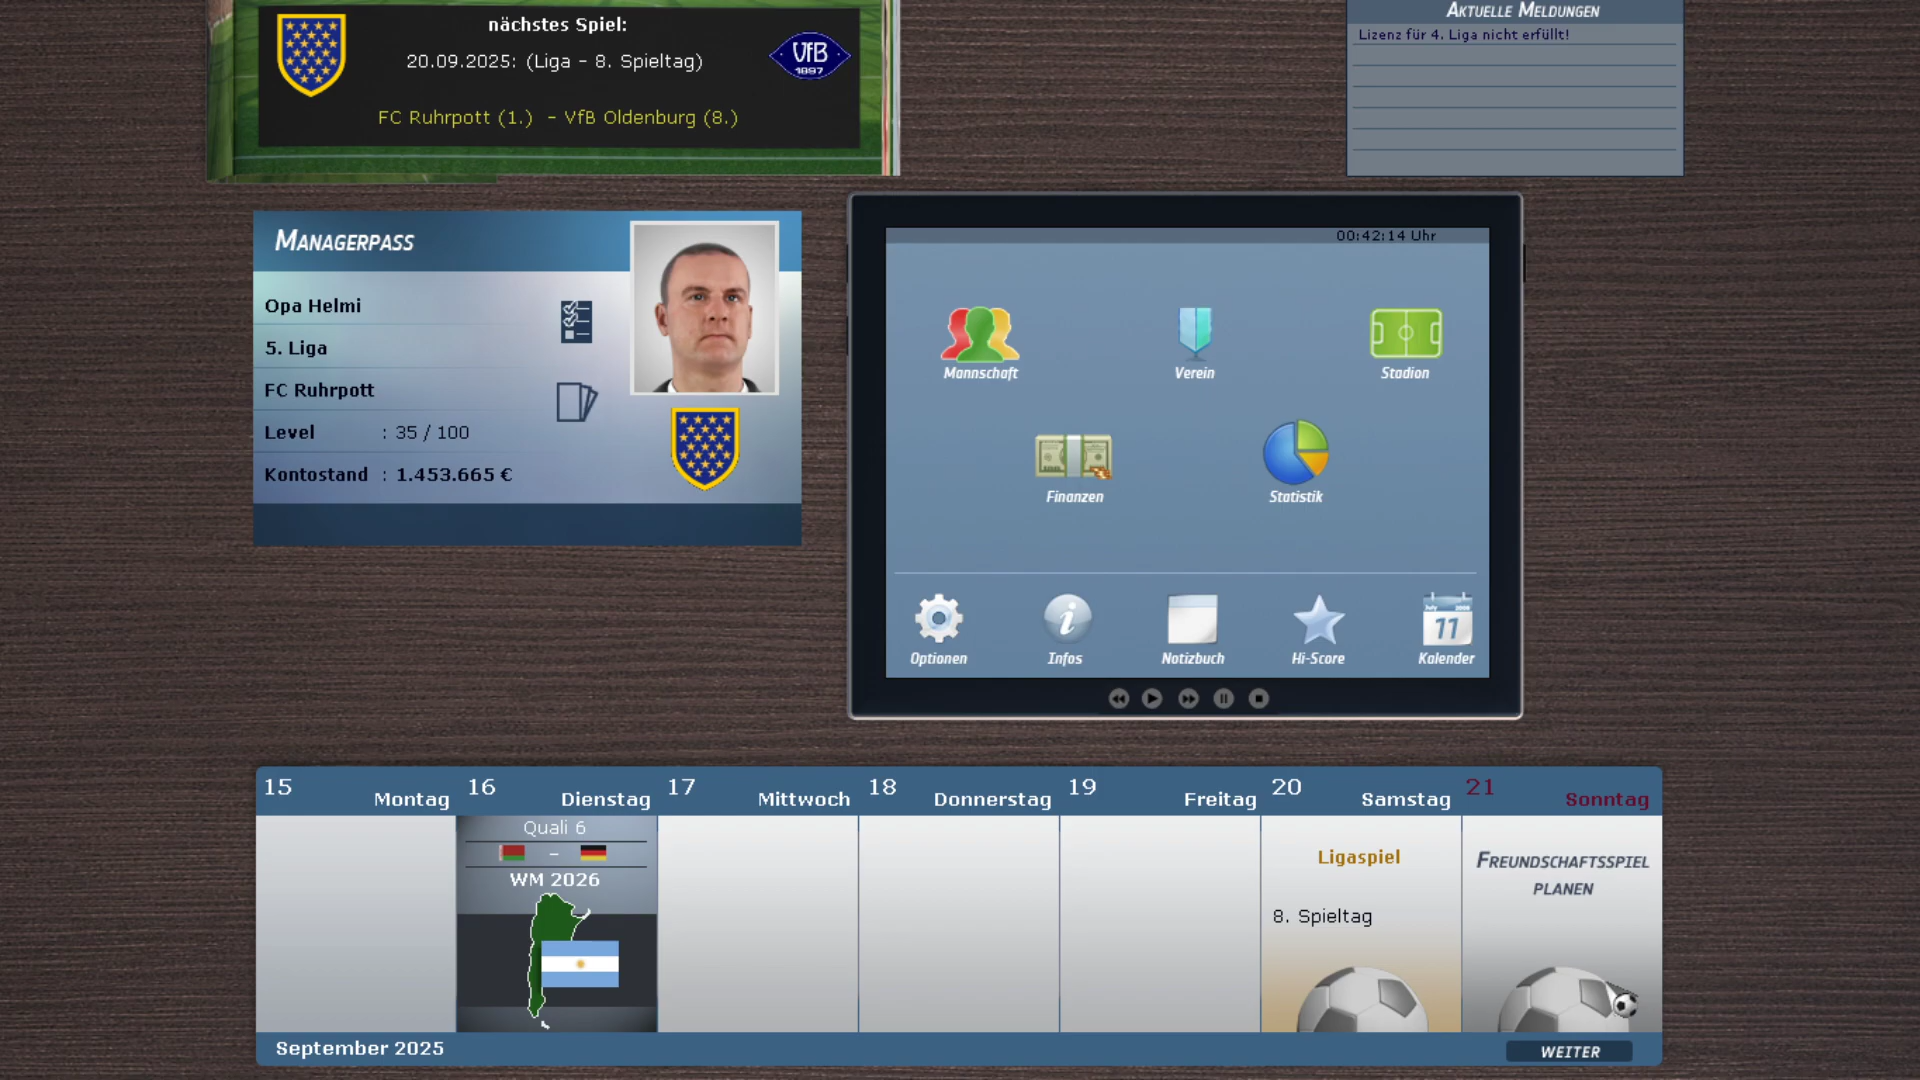 nächstes Spiel:
20.09.2025: (Liga - 8. Spieltag)
VfB
1897
FC Ruhrpott (1.) - VfB Oldenburg (8.)
AKTUELLE MELDUNGEN
Lizenz für 4. Liga nicht erfüllt!
MANAGERPASS
Opa Helmi
5. Liga
FC Ruhrpott
Level : 35 / 100
Kontostand : 1.453.665 €
00:42:14 Uhr
Mannschaft
Verein
Stadion
Finanzen
Statistik
July 2008
11
Optionen
Infos
Notizbuch
Hi-Score
Kalender
15 Montag
16 Dienstag
17 Mittwoch
18 Donnerstag
19 Freitag
20 Samstag
21 Sonntag
Quali 6
–
WM 2026
Ligaspiel
8. Spieltag
FREUNDSCHAFTSSPIEL
PLANEN
September 2025
WEITER